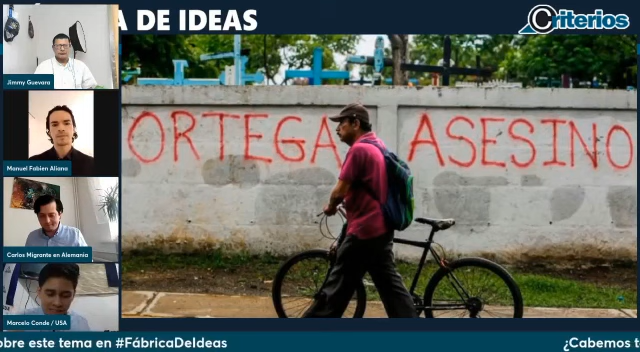 A DE IDEAS
Criterios
Jimmy Guevara
ORTEGA ASESINO
Manuel Fabien Aliana
Carlos Migrante en Alemania
Marcela Conde / USA
obre este tema en #FábricaDeIdeas
¿Cabemos t